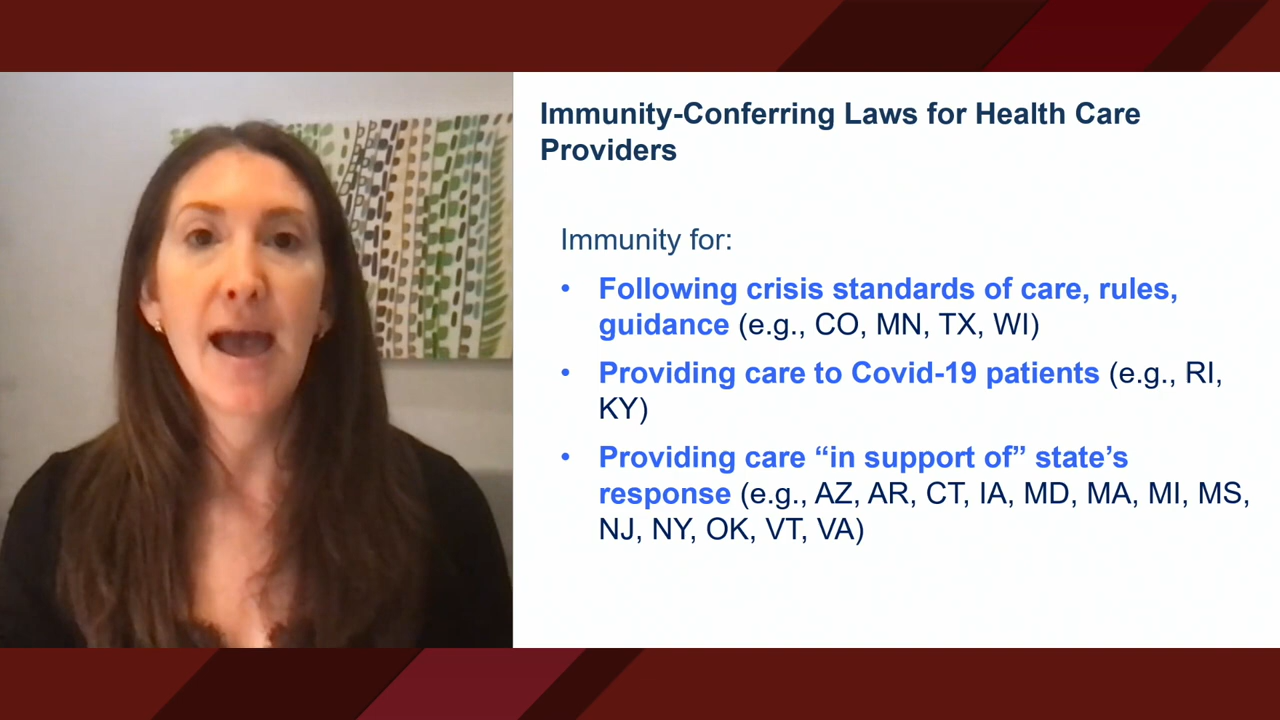 Immunity-Conferring Laws for Health Care
Providers
Immunity for:
• Following crisis standards of care, rules,
guidance (e.g., CO, MN, TX, WI)
• Providing care to Covid-19 patients (e.g., RI,
KY)
• Providing care “in support of” state’s
response (e.g., AZ, AR, CT, IA, MD, MA, MI, MS,
NJ, NY, OK, VT, VA)